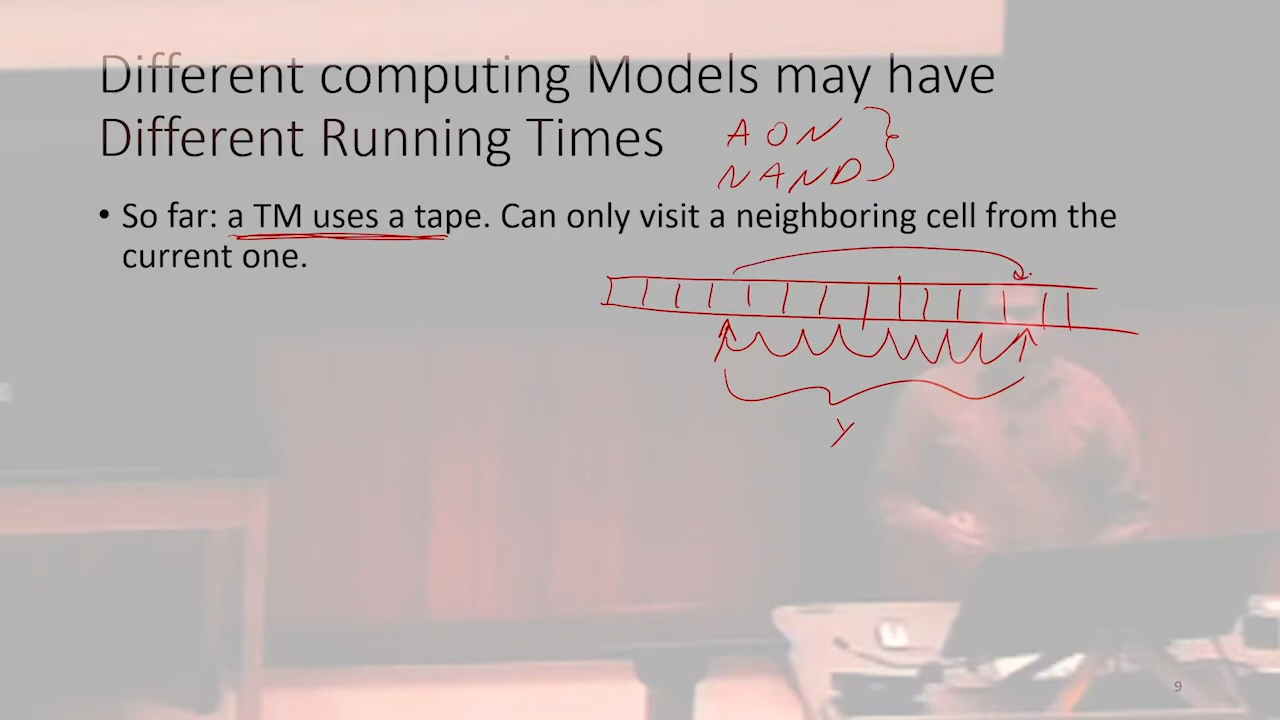 Different computing Models may have
Different Running Times
A O N
N A N D
• So far: a TM uses a tape. Can only visit a neighboring cell from the
current one.
y
9